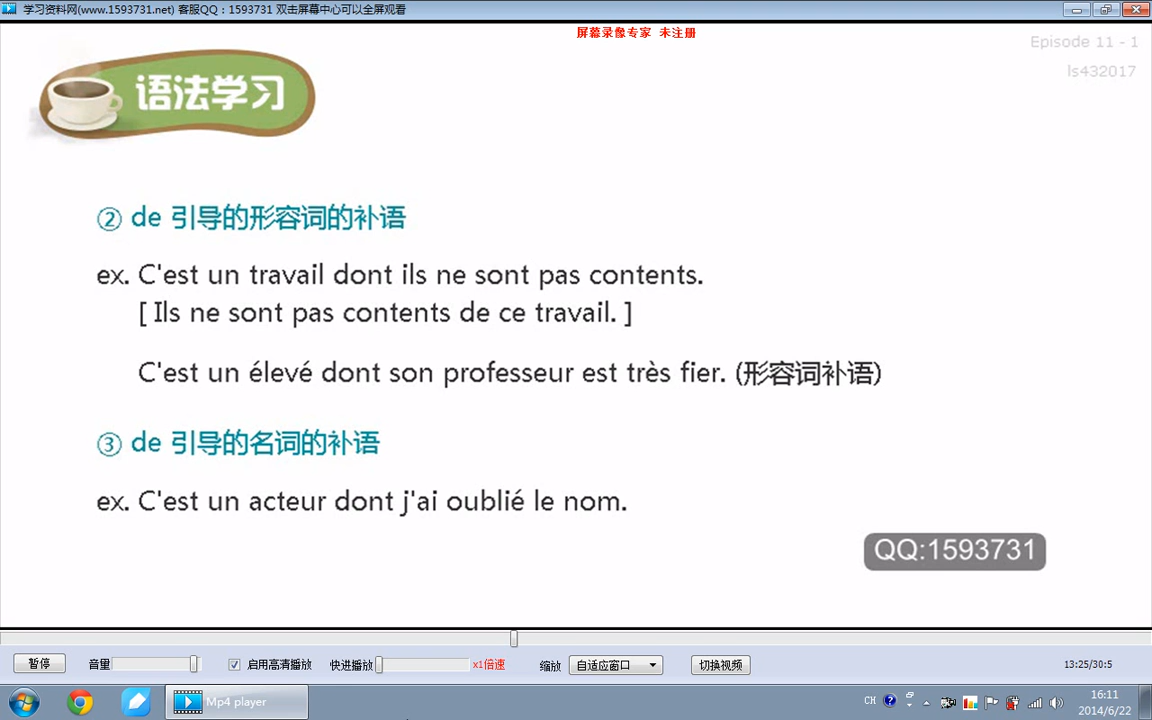 学习资料网(www.1593731.net) 客服QQ：1593731 双击屏幕中心可以全屏观看
屏幕录像专家 未注册
Episode 11 - 1
ls432017
语法学习
② de 引导的形容词的补语
ex. C'est un travail dont ils ne sont pas contents.
[ Ils ne sont pas contents de ce travail. ]
C'est un élevé dont son professeur est très fier. (形容词补语)
③ de 引导的名词的补语
ex. C'est un acteur dont j'ai oublié le nom.
QQ:1593731
暂停 音量 启用高清播放 快进播放 x1倍速 缩放 自适应窗口 切换视频 13:25/30:5
Mp4 player CH 16:11
2014/6/22